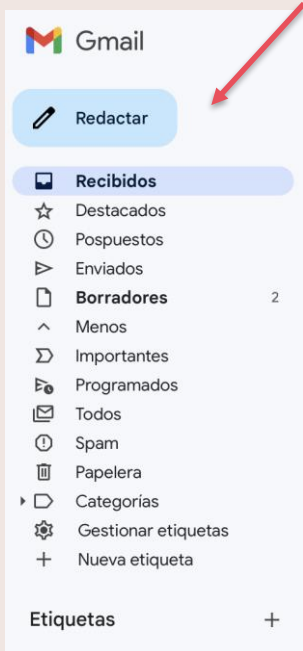 Gmail
Redactar
Recibidos
Destacados
Pospuestos
Enviados
Borradores 2
Menos
Importantes
Programados
Todos
Spam
Papelera
Categorías
Gestionar etiquetas
Nueva etiqueta
Etiquetas